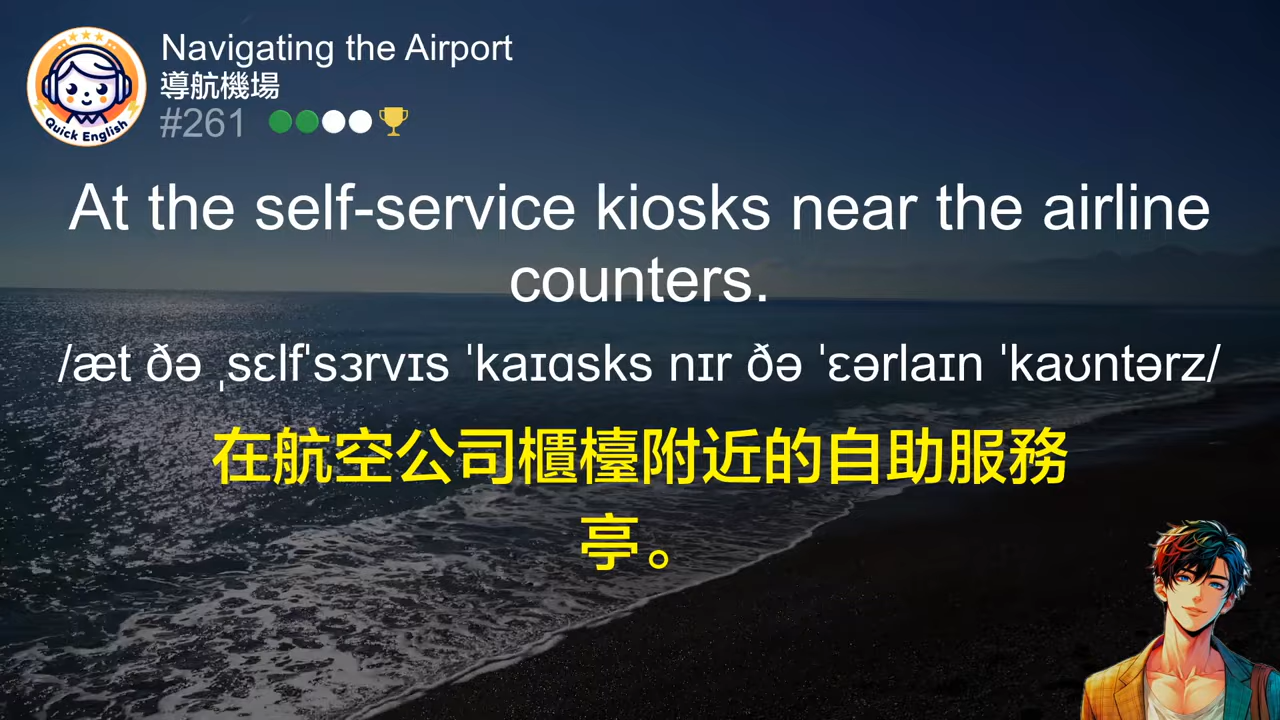 Navigating the Airport
導航機場
#261
Quick English
At the self-service kiosks near the airline
counters.
/æt ðə ˌsɛlfˈsɜrvɪs ˈkaɪɑsks nɪr ðə ˈɛərlaɪn ˈkaʊntərz/
在航空公司櫃檯附近的自助服務
亭。